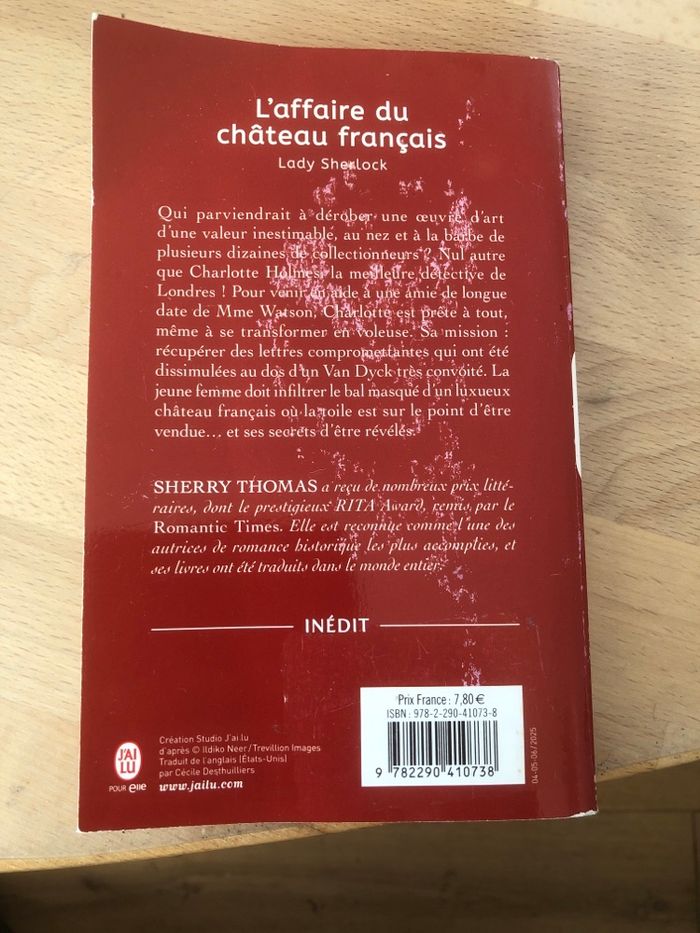 L'affaire du
château français
Lady Sherlock
Qui parviendrait à dérober une œuvre d'art
d'une valeur inestimable, au nez et à la barbe de
plusieurs dizaines de collectionneurs ? Nul autre
que Charlotte Holmes, la meilleure détective de
Londres ! Pour venir en aide à une amie de longue
date de Mme Watson, Charlotte est prête à tout,
même à se transformer en voleuse. Sa mission :
récupérer des lettres compromettantes qui ont été
dissimulées au dos d'un Van Dyck très convoité. La
jeune femme doit infiltrer le bal masqué d'un luxueux
château français où la toile est sur le point d'être
vendue… et ses secrets d'être révélés.
SHERRY THOMAS a reçu de nombreux prix litté-
raires, dont le prestigieux RITA Award, remis par le
Romantic Times. Elle est reconnue comme l'une des
autrices de romance historique les plus accomplies, et
ses livres ont été traduits dans le monde entier.
INÉDIT
Prix France : 7,80 €
ISBN : 978-2-290-41073-8
9 782290 410738
04-05-06/2025
J'AI
LU
POUR elle
Création Studio J'ai lu
d'après © Ildiko Neer / Trevillion Images
Traduit de l'anglais (États-Unis)
par Cécile Desthuilliers
www.jailu.com